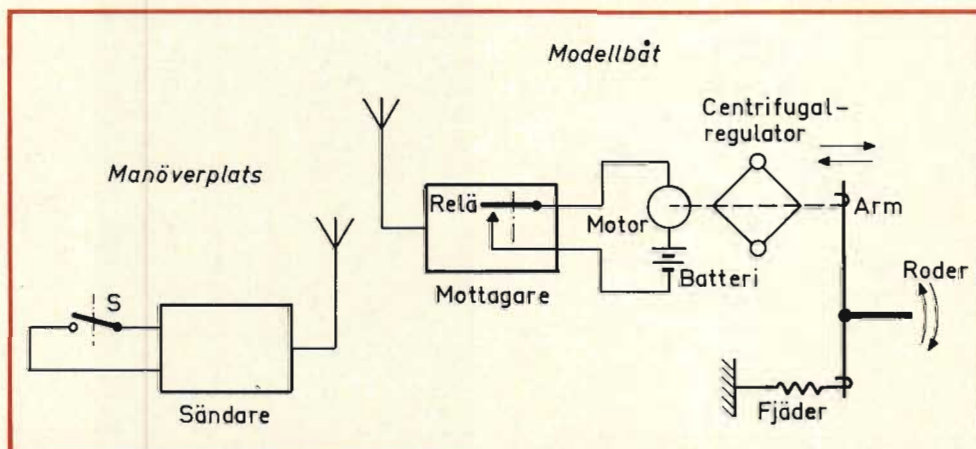 Modellbåt
Centrifugal-
regulator
Manöverplats
Relä
Motor
Arm
Batteri
Mottagare
Roder
S
Sändare
Fjäder